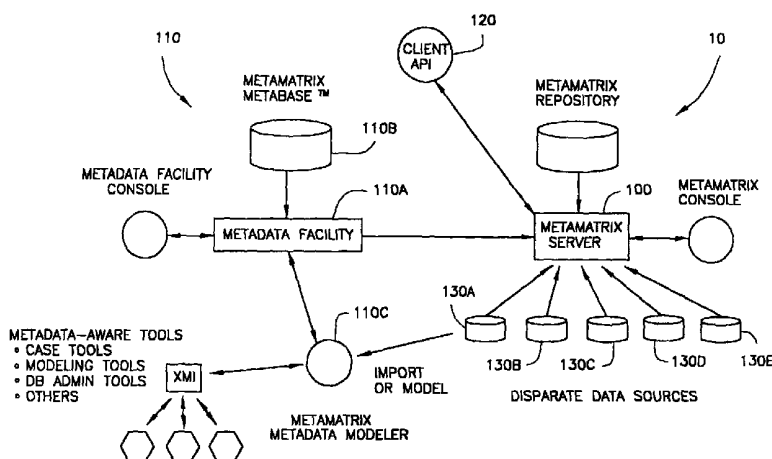 110
120
10
CLIENT
API
METAMATRIX
METABASE™
METAMATRIX
REPOSITORY
110B
METADATA FACILITY
CONSOLE
110A
100
METAMATRIX
CONSOLE
METADATA FACILITY
METAMATRIX
SERVER
130A
110C
METADATA-AWARE TOOLS
• CASE TOOLS
• MODELING TOOLS
• DB ADMIN TOOLS
• OTHERS
XMI
IMPORT
OR MODEL
130B
130C
130D
130E
DISPARATE DATA SOURCES
METAMATRIX
METADATA MODELER